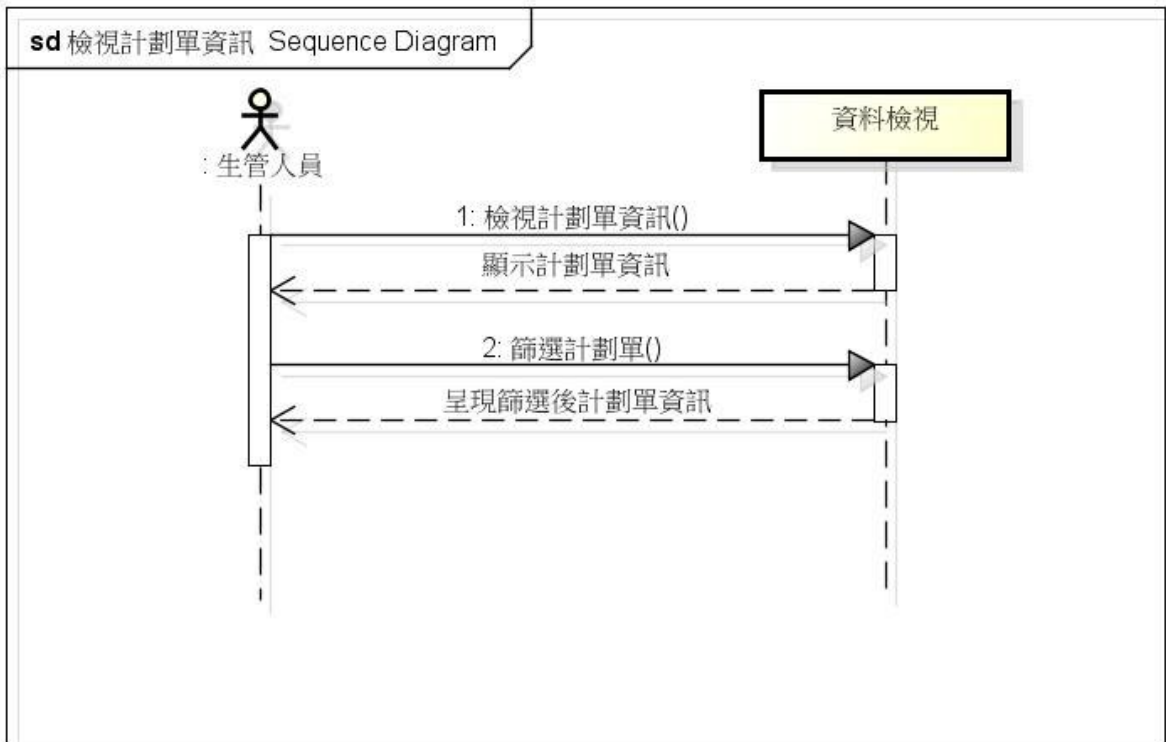 sd 檢視計劃單資訊 Sequence Diagram
資料檢視
: 生管人員
1: 檢視計劃單資訊()
顯示計劃單資訊
2: 篩選計劃單()
呈現篩選後計劃單資訊